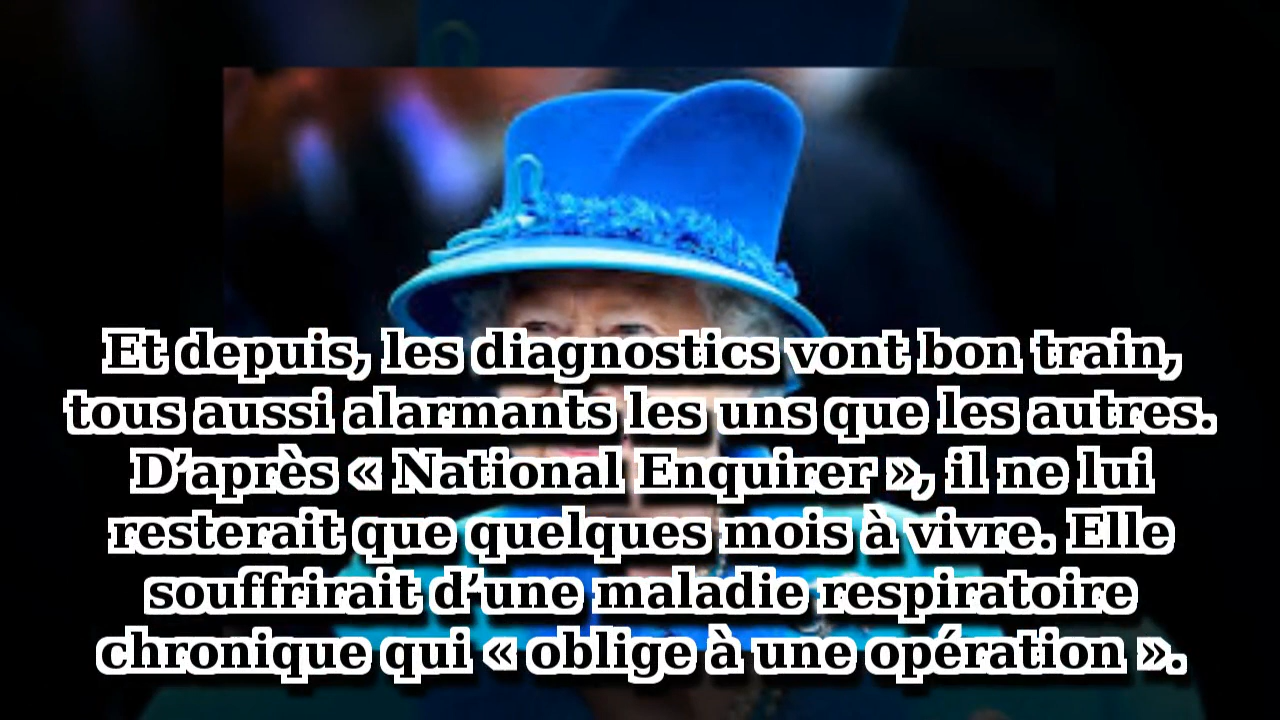 Et depuis, les diagnostics vont bon train,
tous aussi alarmants les uns que les autres.
D’après « National Enquirer », il ne lui
resterait que quelques mois à vivre. Elle
souffrirait d’une maladie respiratoire
chronique qui « oblige à une opération ».